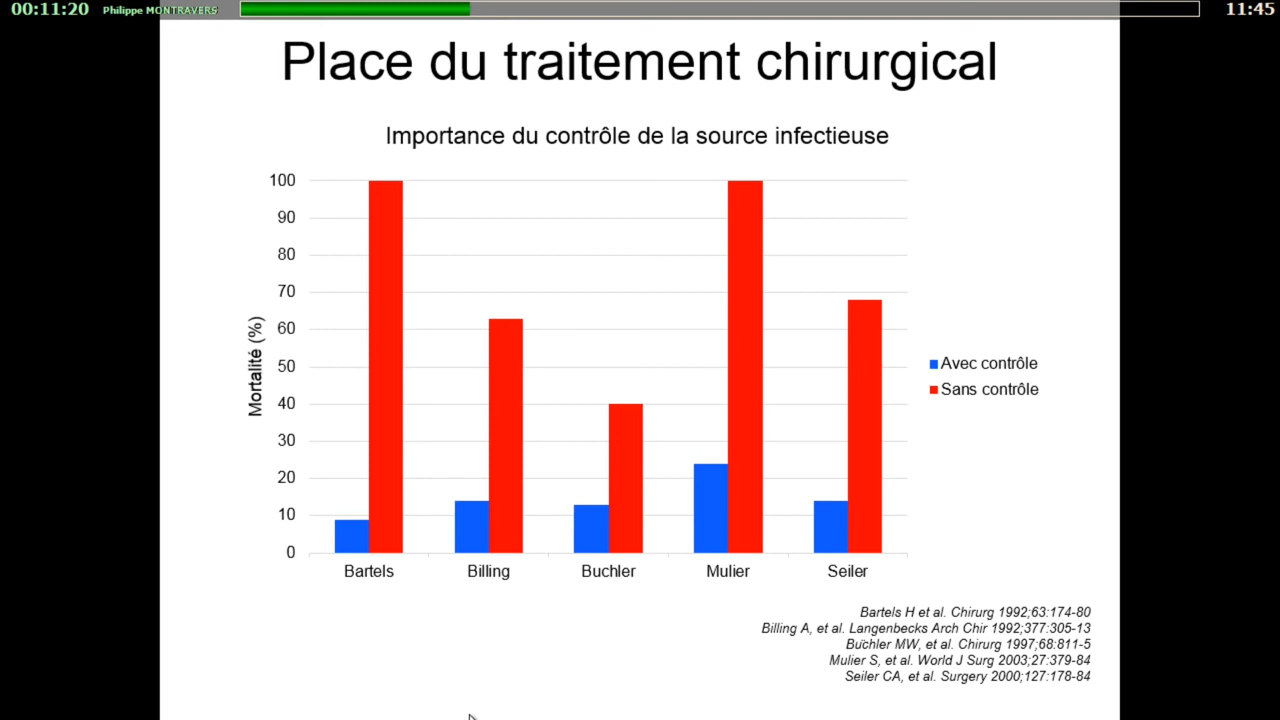 00:11:20 Philippe MONTRAVERS 11:45
Place du traitement chirurgical
Importance du contrôle de la source infectieuse
100
90
80
70
60
50
40
30
20
10
0
Mortalité (%)
Bartels Billing Buchler Mulier Seiler
Avec contrôle
Sans contrôle
Bartels H et al. Chirurg 1992;63:174-80
Billing A, et al. Langenbecks Arch Chir 1992;377:305-13
Büchler MW, et al. Chirurg 1997;68:811-5
Mulier S, et al. World J Surg 2003;27:379-84
Seiler CA, et al. Surgery 2000;127:178-84